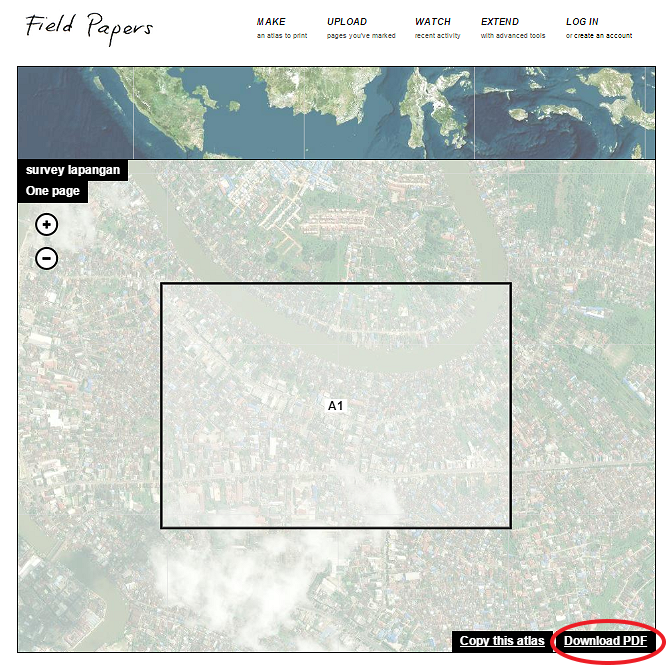 Field Papers
MAKE UPLOAD WATCH EXTEND LOG IN
an atlas to print pages you've marked recent activity with advanced tools or create an account
survey lapangan
One page
+
−
A1
Copy this atlas Download PDF